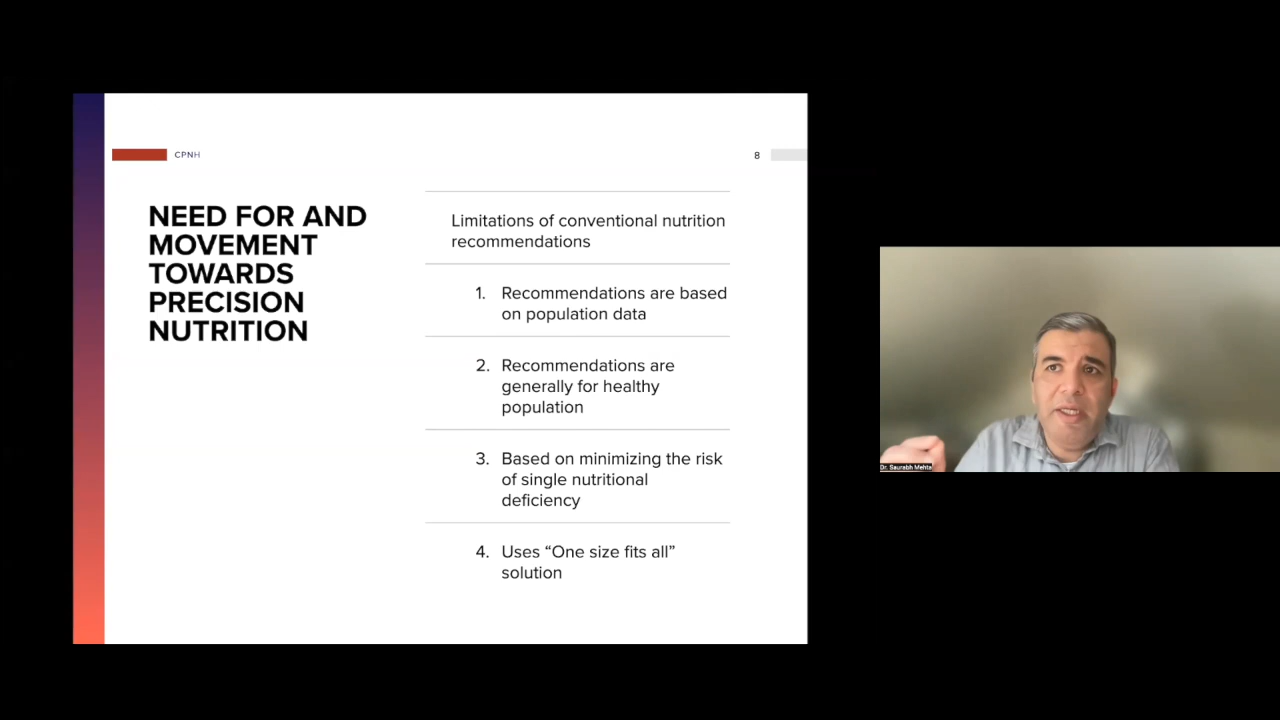 CPNH
8
NEED FOR AND
MOVEMENT
TOWARDS
PRECISION
NUTRITION
Limitations of conventional nutrition
recommendations
1. Recommendations are based
on population data
2. Recommendations are
generally for healthy
population
3. Based on minimizing the risk
of single nutritional
deficiency
4. Uses “One size fits all”
solution
Dr. Saurabh Mehta